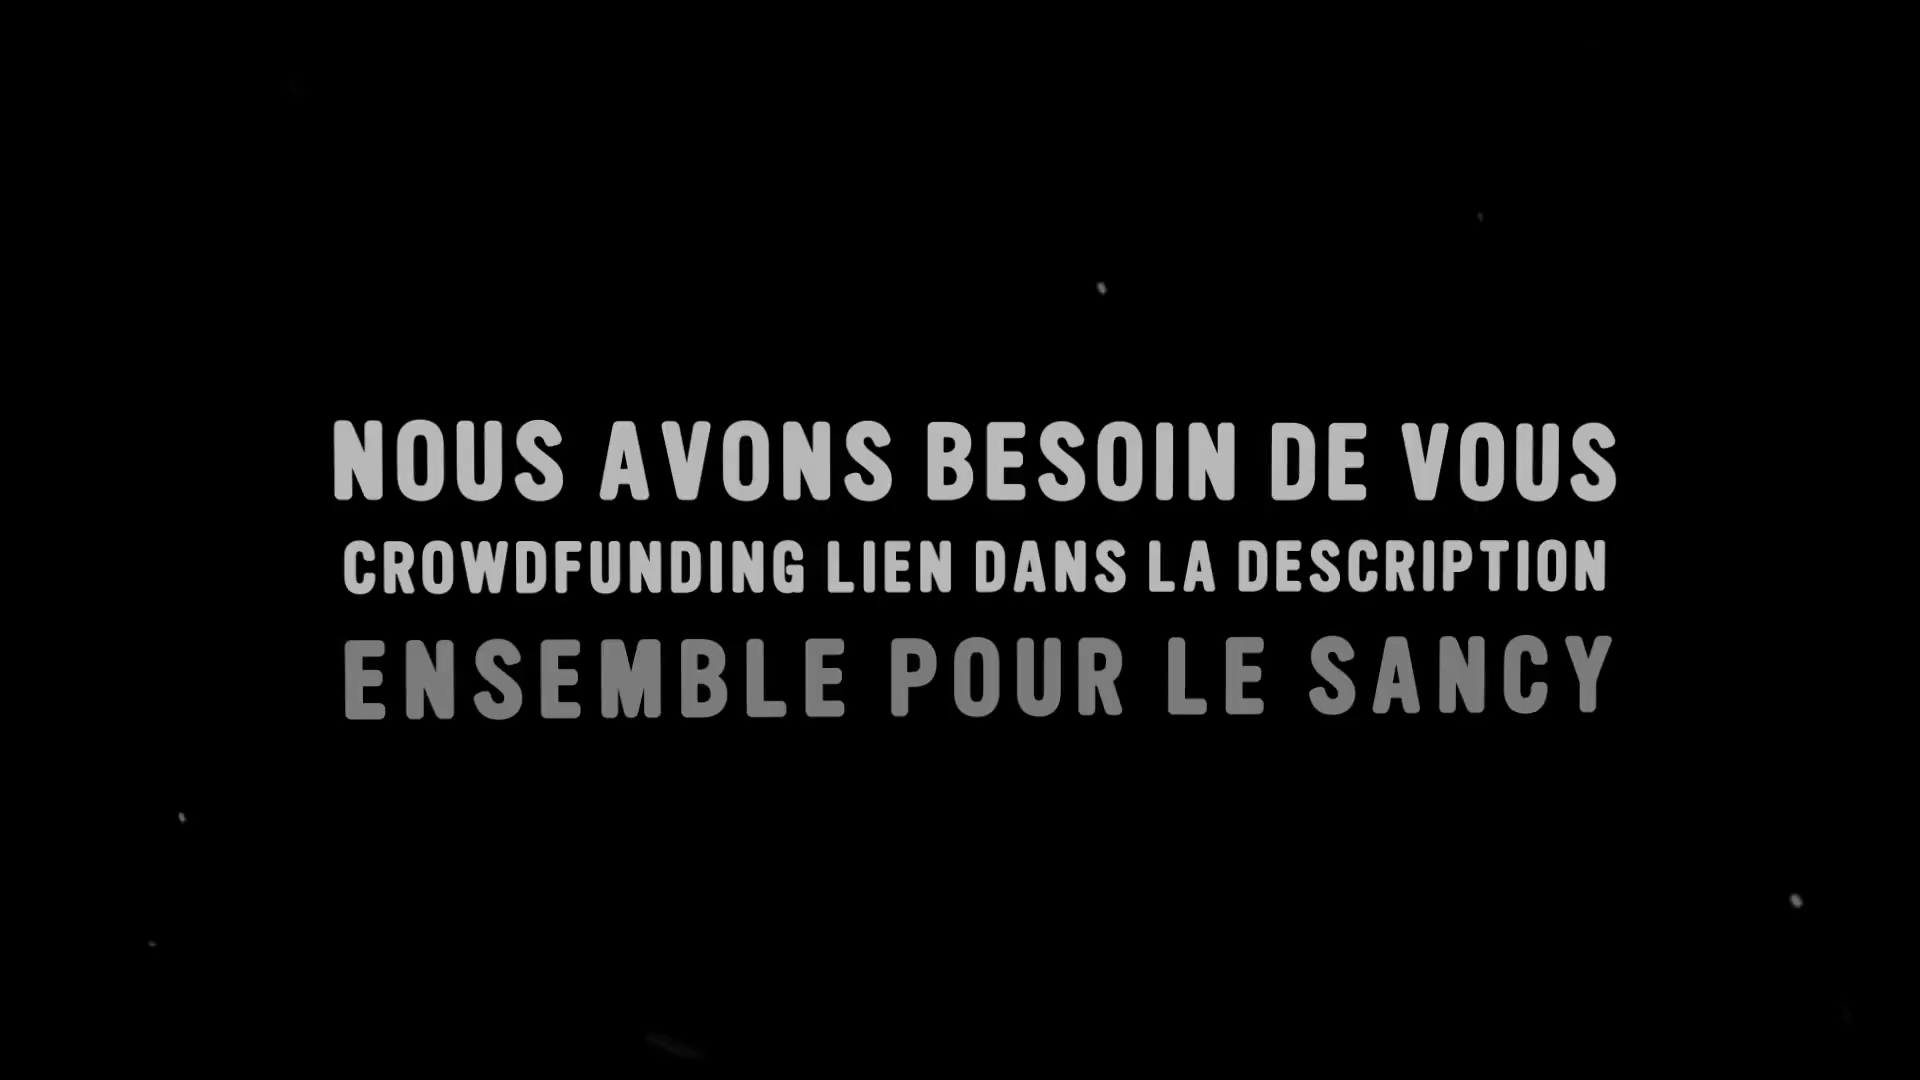 NOUS AVONS BESOIN DE VOUS
CROWDFUNDING LIEN DANS LA DESCRIPTION
ENSEMBLE POUR LE SANCY